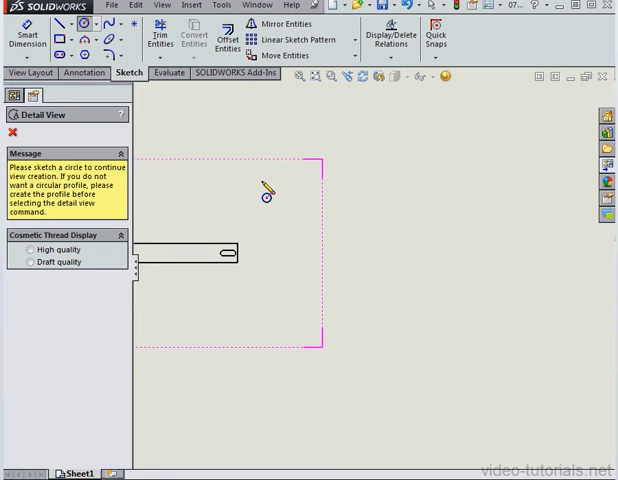 SOLIDWORKS
File Edit View Insert Tools
07...
Smart
Dimension
Trim
Entities
Convert
Entities
Offset
Entities
Mirror Entities
Linear Sketch Pattern
Move Entities
Display/Delete
Relations
Quick
Snaps
View Layout Annotation Sketch Evaluate SOLIDWORKS Add-Ins
Detail View
Message
Please sketch a circle to continue
view creation. If you do not
want a circular profile, please
create the profile before
selecting the detail view
command.
Cosmetic Thread Display
High quality
Draft quality
Sheet1
video-tutorials.net